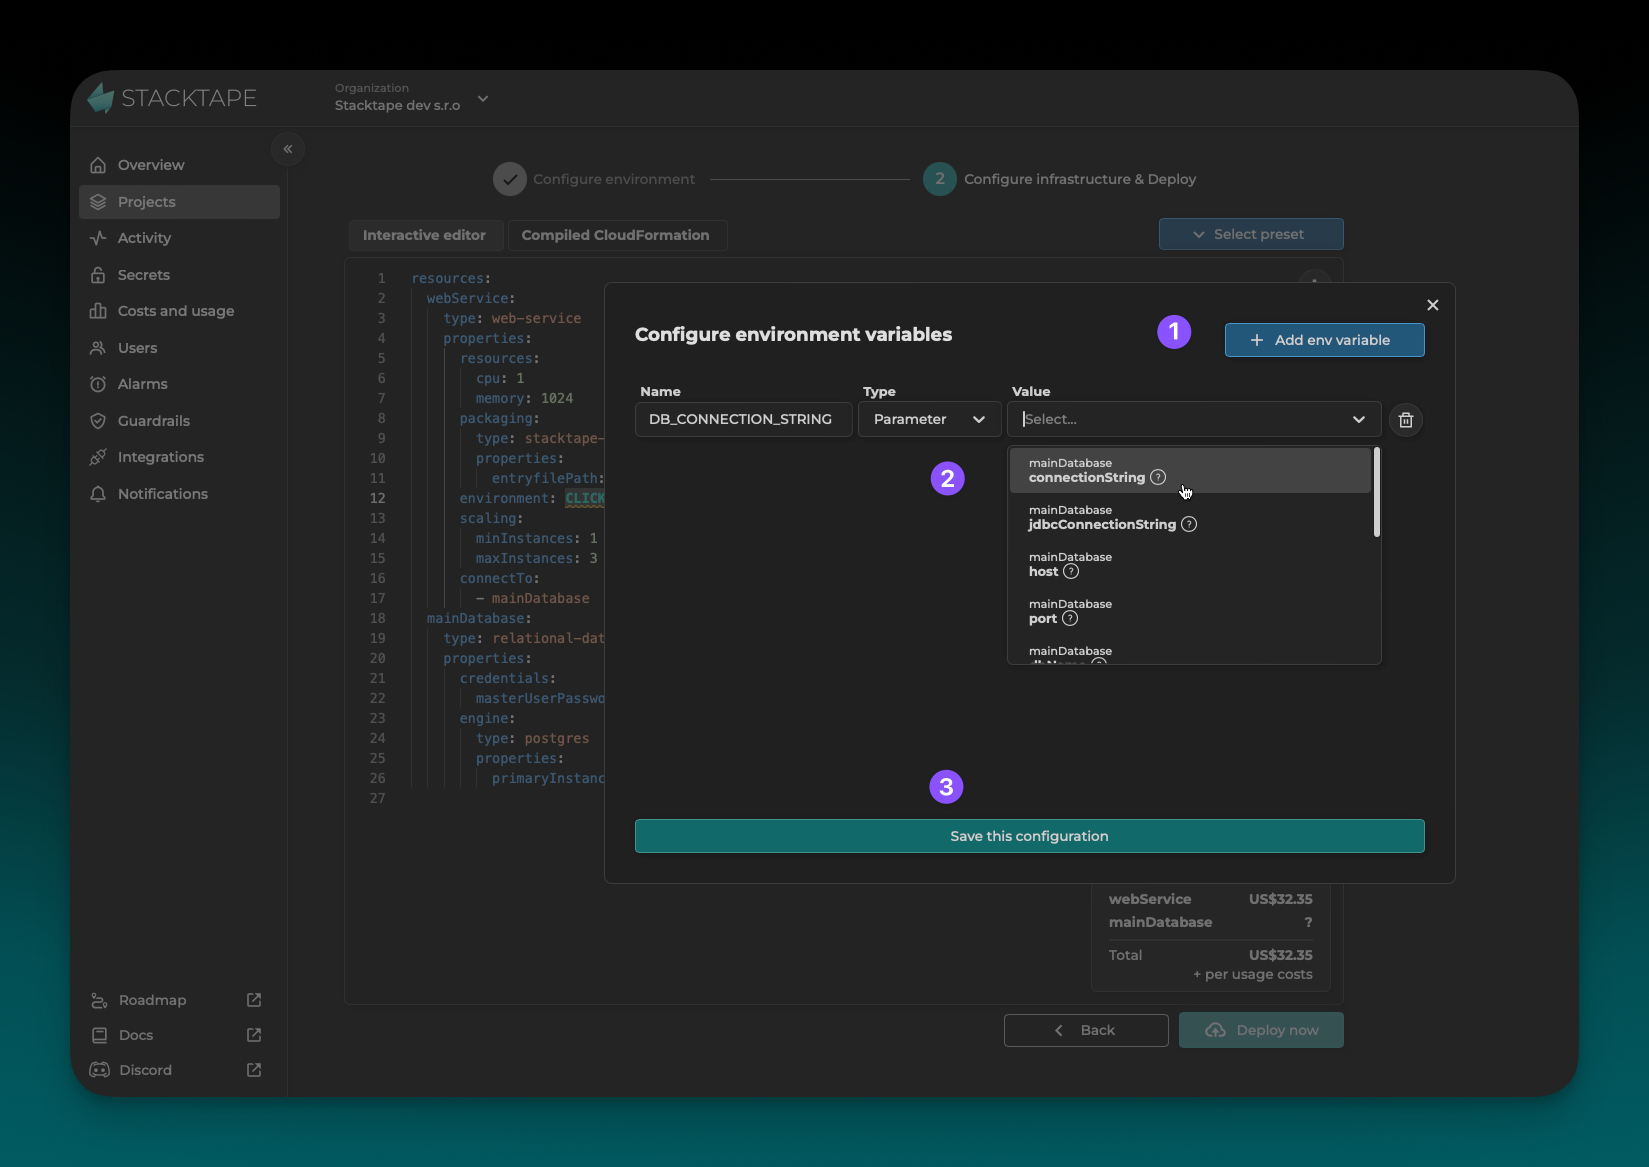 STACKTAPE
Organization
Stacktape dev s.r.o
Overview
Projects
Activity
Secrets
Costs and usage
Users
Alarms
Guardrails
Integrations
Notifications
Roadmap
Docs
Discord
Configure environment
2 Configure infrastructure & Deploy
Interactive editor
Compiled CloudFormation
Select preset
1 resources:
2 webService:
3 type: web-service
4 properties:
5 resources:
6 cpu: 1
7 memory: 1024
8 packaging:
9 type: stacktape-
10 properties:
11 entryfilePath:
12 environment: CLICK
13 scaling:
14 minInstances: 1
15 maxInstances: 3
16 connectTo:
17 - mainDatabase
18 mainDatabase:
19 type: relational-dat
20 properties:
21 credentials:
22 masterUserPasswo
23 engine:
24 type: postgres
25 properties:
26 primaryInstanc
27
Configure environment variables
1
+ Add env variable
Name Type Value
DB_CONNECTION_STRING Parameter Select...
2
mainDatabase
connectionString ?
mainDatabase
jdbcConnectionString ?
mainDatabase
host ?
mainDatabase
port ?
mainDatabase
3
Save this configuration
webService US$32.35
mainDatabase ?
Total US$32.35
+ per usage costs
Back
Deploy now